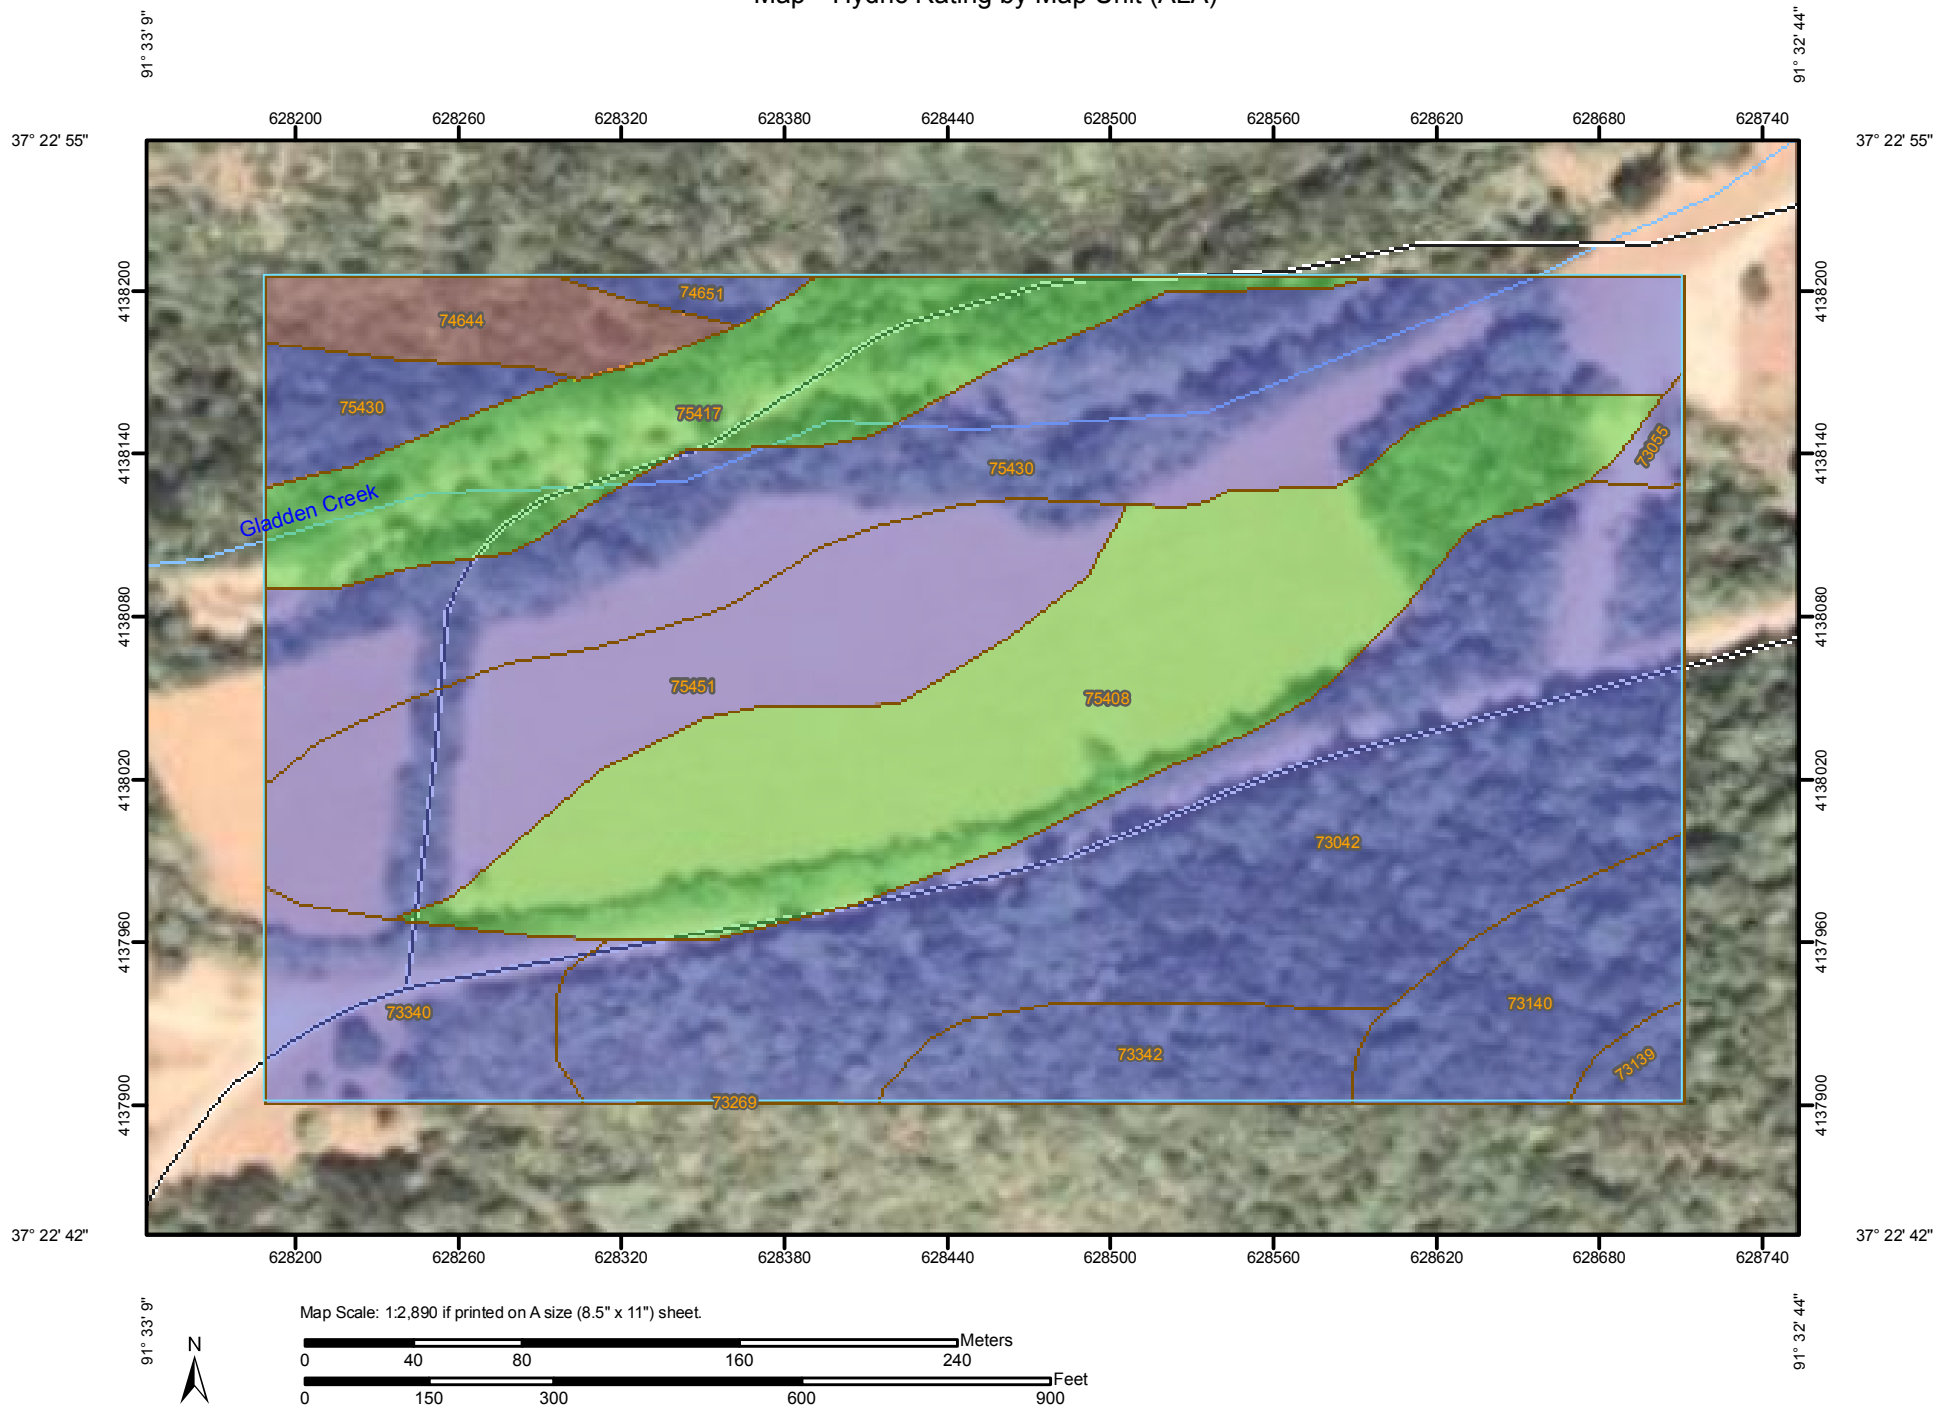 Map—Hydric Rating by Map Unit (ALA)
91° 33' 9"
91° 32' 44"
628200 628260 628320 628380 628440 628500 628560 628620 628680 628740
37° 22' 55"
37° 22' 55"
4138200
4138200
74651
74644
75430
75417
4138140
4138140
73055
75430
Gladden Creek
4138080
4138080
75451
75408
4138020
4138020
73042
4137960
4137960
73340
73140
73342
73139
4137900
73269
4137900
37° 22' 42"
37° 22' 42"
628200 628260 628320 628380 628440 628500 628560 628620 628680 628740
91° 33' 9"
91° 32' 44"
Map Scale: 1:2,890 if printed on A size (8.5" x 11") sheet.
N
Meters
0 40 80 160 240
Feet
0 150 300 600 900